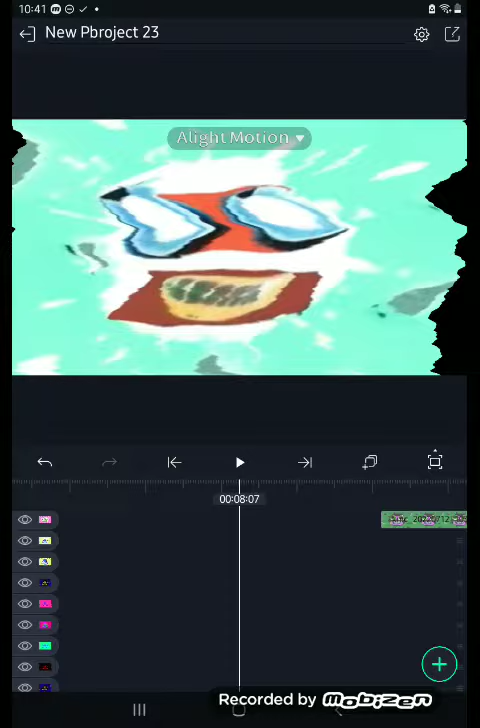 10:41
New Pbroject 23
Alight Motion
00:08:07
Recorded by Mobizen